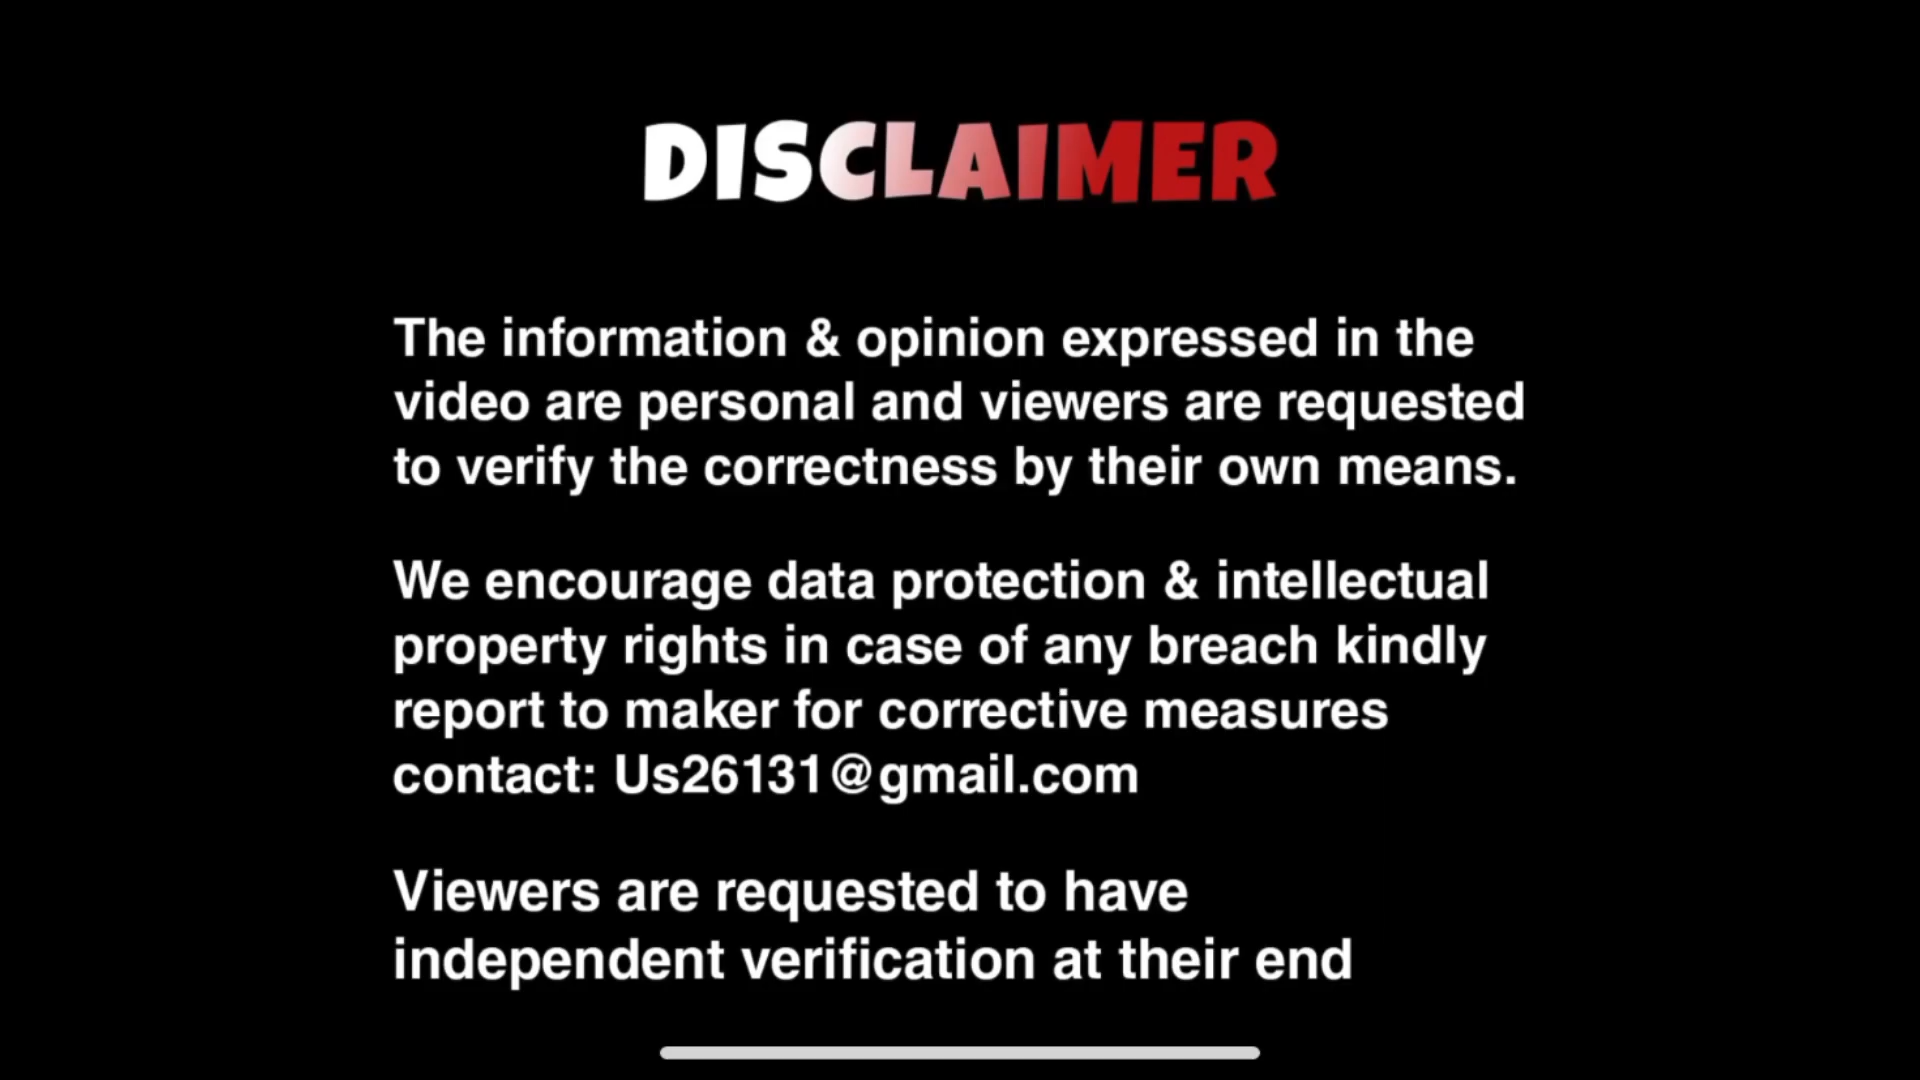 DISCLAIMER
The information & opinion expressed in the
video are personal and viewers are requested
to verify the correctness by their own means.
We encourage data protection & intellectual
property rights in case of any breach kindly
report to maker for corrective measures
contact: Us26131@gmail.com
Viewers are requested to have
independent verification at their end